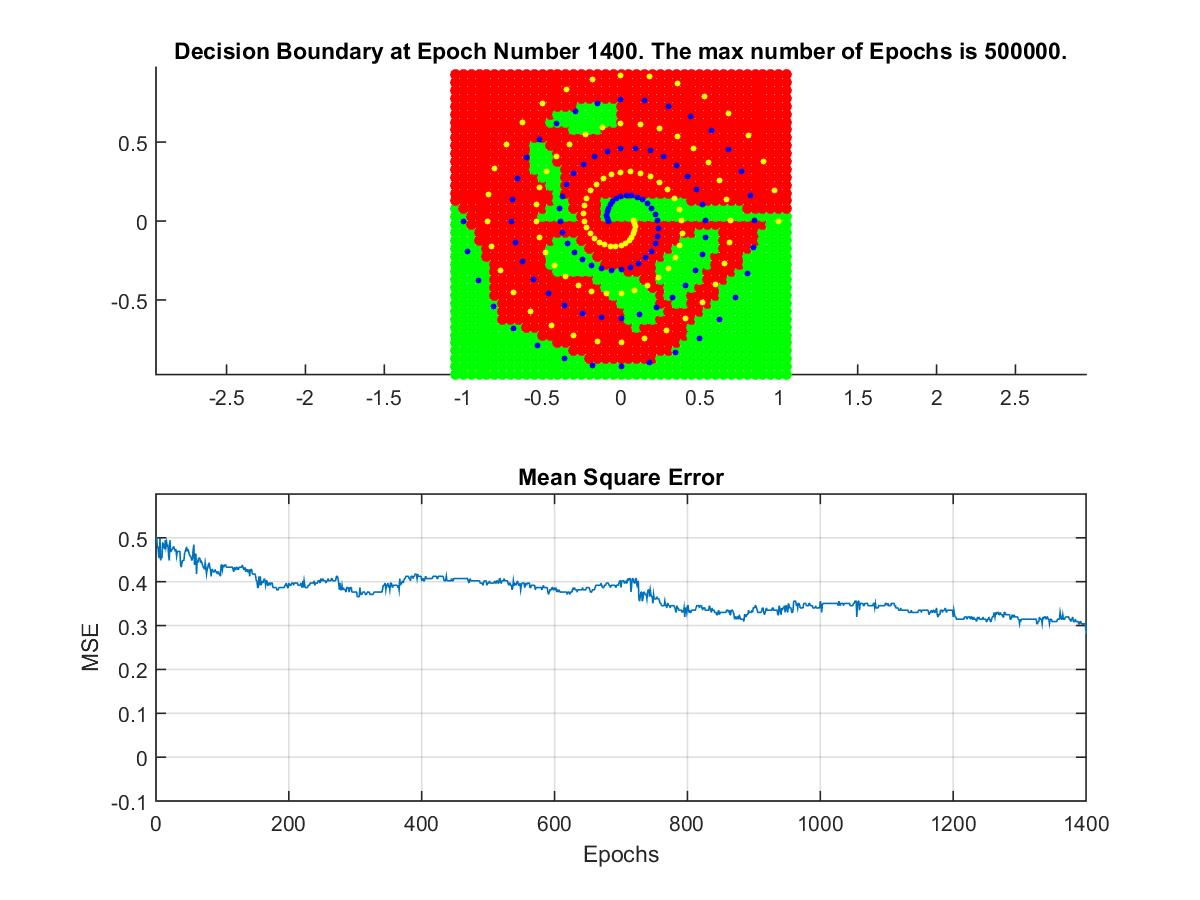 Decision Boundary at Epoch Number 1400. The max number of Epochs is 500000.
0.5
0
-0.5
-2.5 -2 -1.5 -1 -0.5 0 0.5 1 1.5 2 2.5
Mean Square Error
0.5
0.4
0.3
0.2
0.1
0
-0.1
MSE
0 200 400 600 800 1000 1200 1400
Epochs